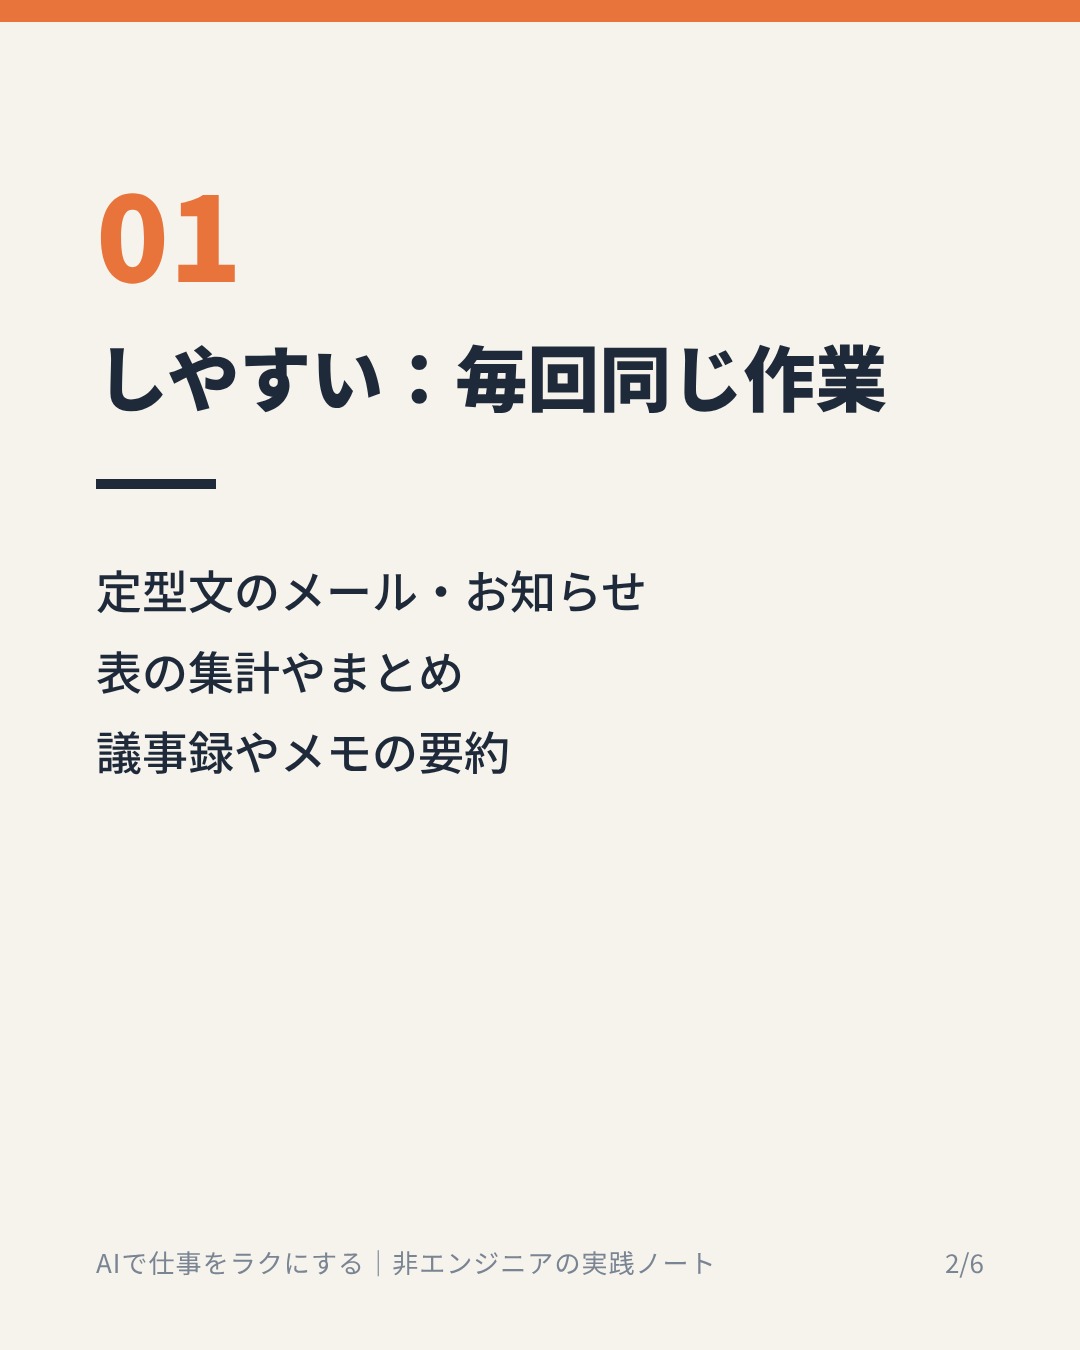 01
しやすい：毎回同じ作業
定型文のメール・お知らせ
表の集計やまとめ
議事録やメモの要約
AIで仕事をラクにする｜非エンジニアの実践ノート
2/6